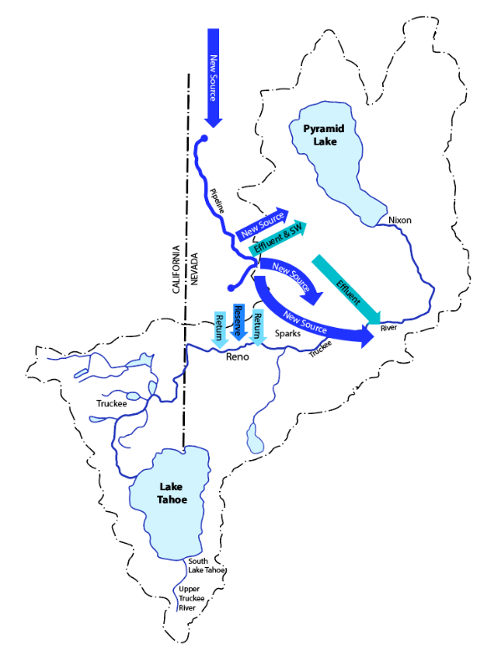 New Source
Pyramid
Lake
Pipeline
Nixon
New Source
Effluent & SW
CALIFORNIA
NEVADA
New Source
Effluent
Return
Reserve
Return
New Source
River
Sparks
Truckee
Reno
Truckee
Lake
Tahoe
South
Lake Tahoe
Upper
Truckee
River